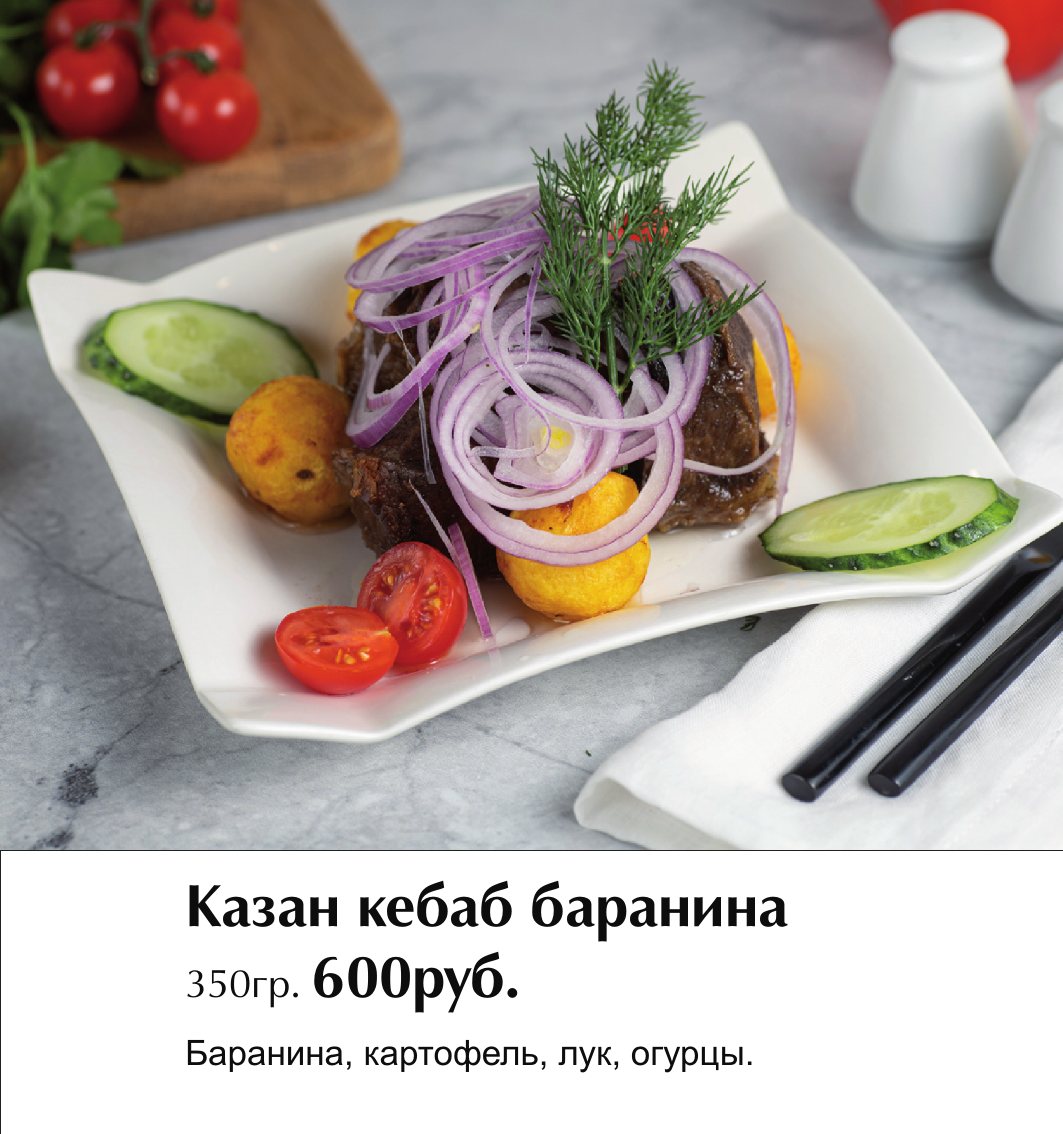 Казан кебаб баранина
350гр. 600руб.
Баранина, картофель, лук, огурцы.